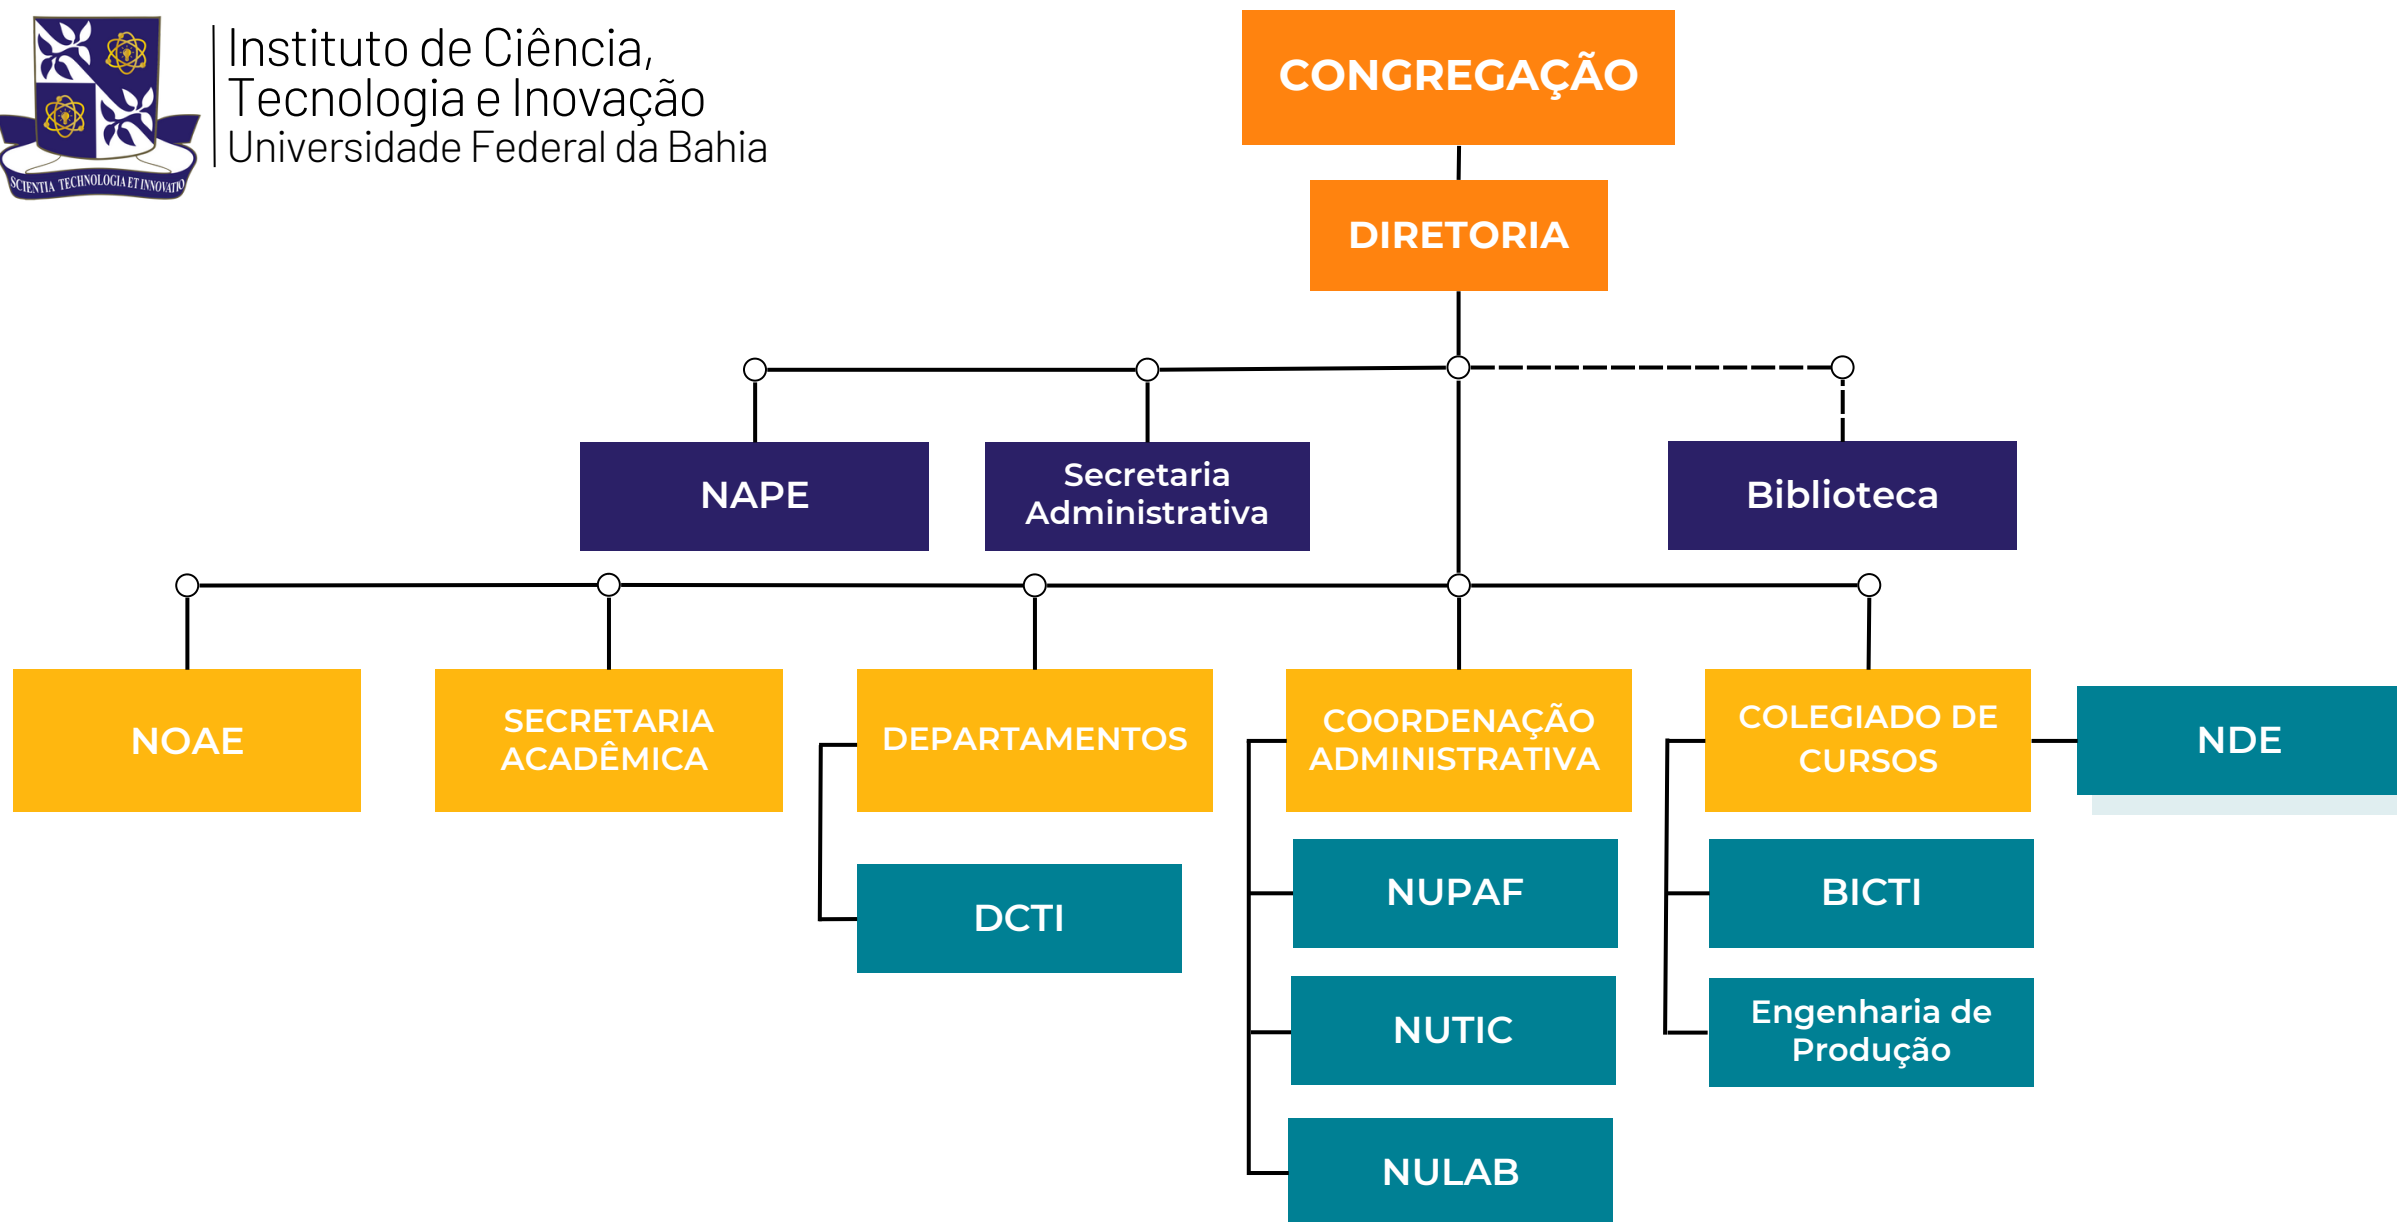 Instituto de Ciência,
Tecnologia e Inovação
Universidade Federal da Bahia
SCIENTIA TECHNOLOGIA ET INNOVATIO
CONGREGAÇÃO
DIRETORIA
NAPE
Secretaria
Administrativa
Biblioteca
NOAE
SECRETARIA
ACADÊMICA
DEPARTAMENTOS
COORDENAÇÃO
ADMINISTRATIVA
COLEGIADO DE
CURSOS
NDE
DCTI
NUPAF
NUTIC
NULAB
BICTI
Engenharia de
Produção